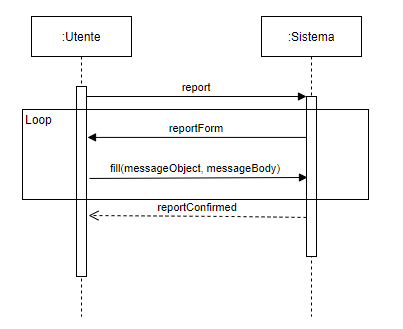 :Utente
:Sistema
report
Loop
reportForm
fill(messageObject, messageBody)
reportConfirmed